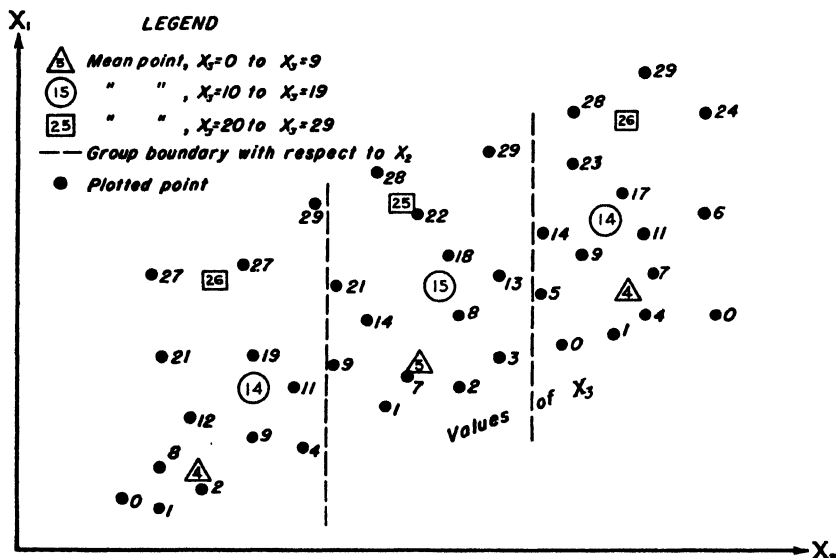 X₁
LEGEND
5 Mean point, X₃=0 to X₃=9
15 " " , X₃=10 to X₃=19
25 " " , X₃=20 to X₃=29
Group boundary with respect to X₂
Plotted point
29
28 26 24
29
28 23
29 25 22 17 14 6
14 11
27 26 27 18 9
21 15 13 5 7 4
14 8 4 0
1
0
21 19 9 5 3
14 11 7 2
12 1
Values of X₃
9 4
8 4
0 2
1
X